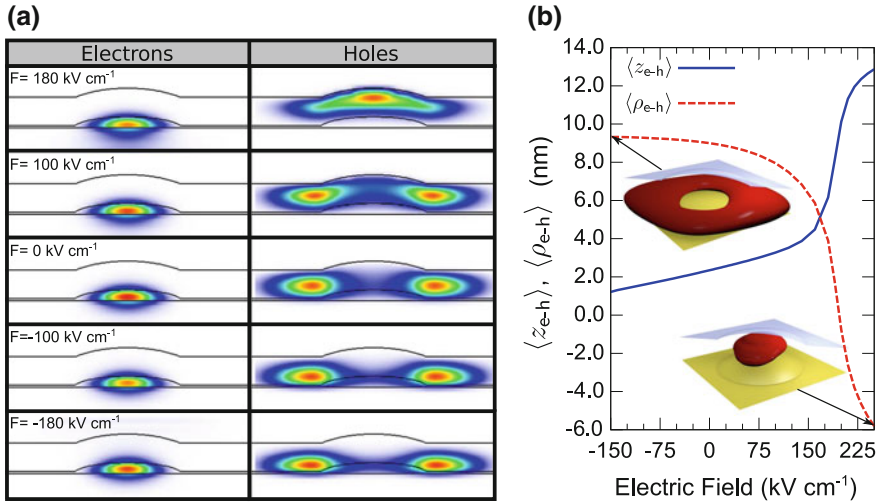 (a)
Electrons Holes
F= 180 kV cm⁻¹
F= 100 kV cm⁻¹
F= 0 kV cm⁻¹
F=-100 kV cm⁻¹
F= -180 kV cm⁻¹
(b)
⟨z_e-h⟩
⟨ρ_e-h⟩
14.0
12.0
10.0
8.0
6.0
4.0
2.0
0.0
-2.0
-4.0
-6.0
⟨z_e-h⟩, ⟨ρ_e-h⟩ (nm)
-150 -75 0 75 150 225
Electric Field (kV cm⁻¹)